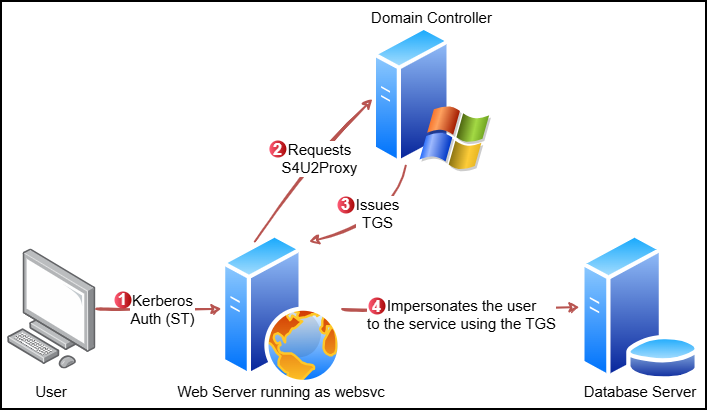 Domain Controller
2 Requests
S4U2Proxy
3 Issues
TGS
1 Kerberos
Auth (ST)
4 Impersonates the user
to the service using the TGS
User
Web Server running as websvc
Database Server